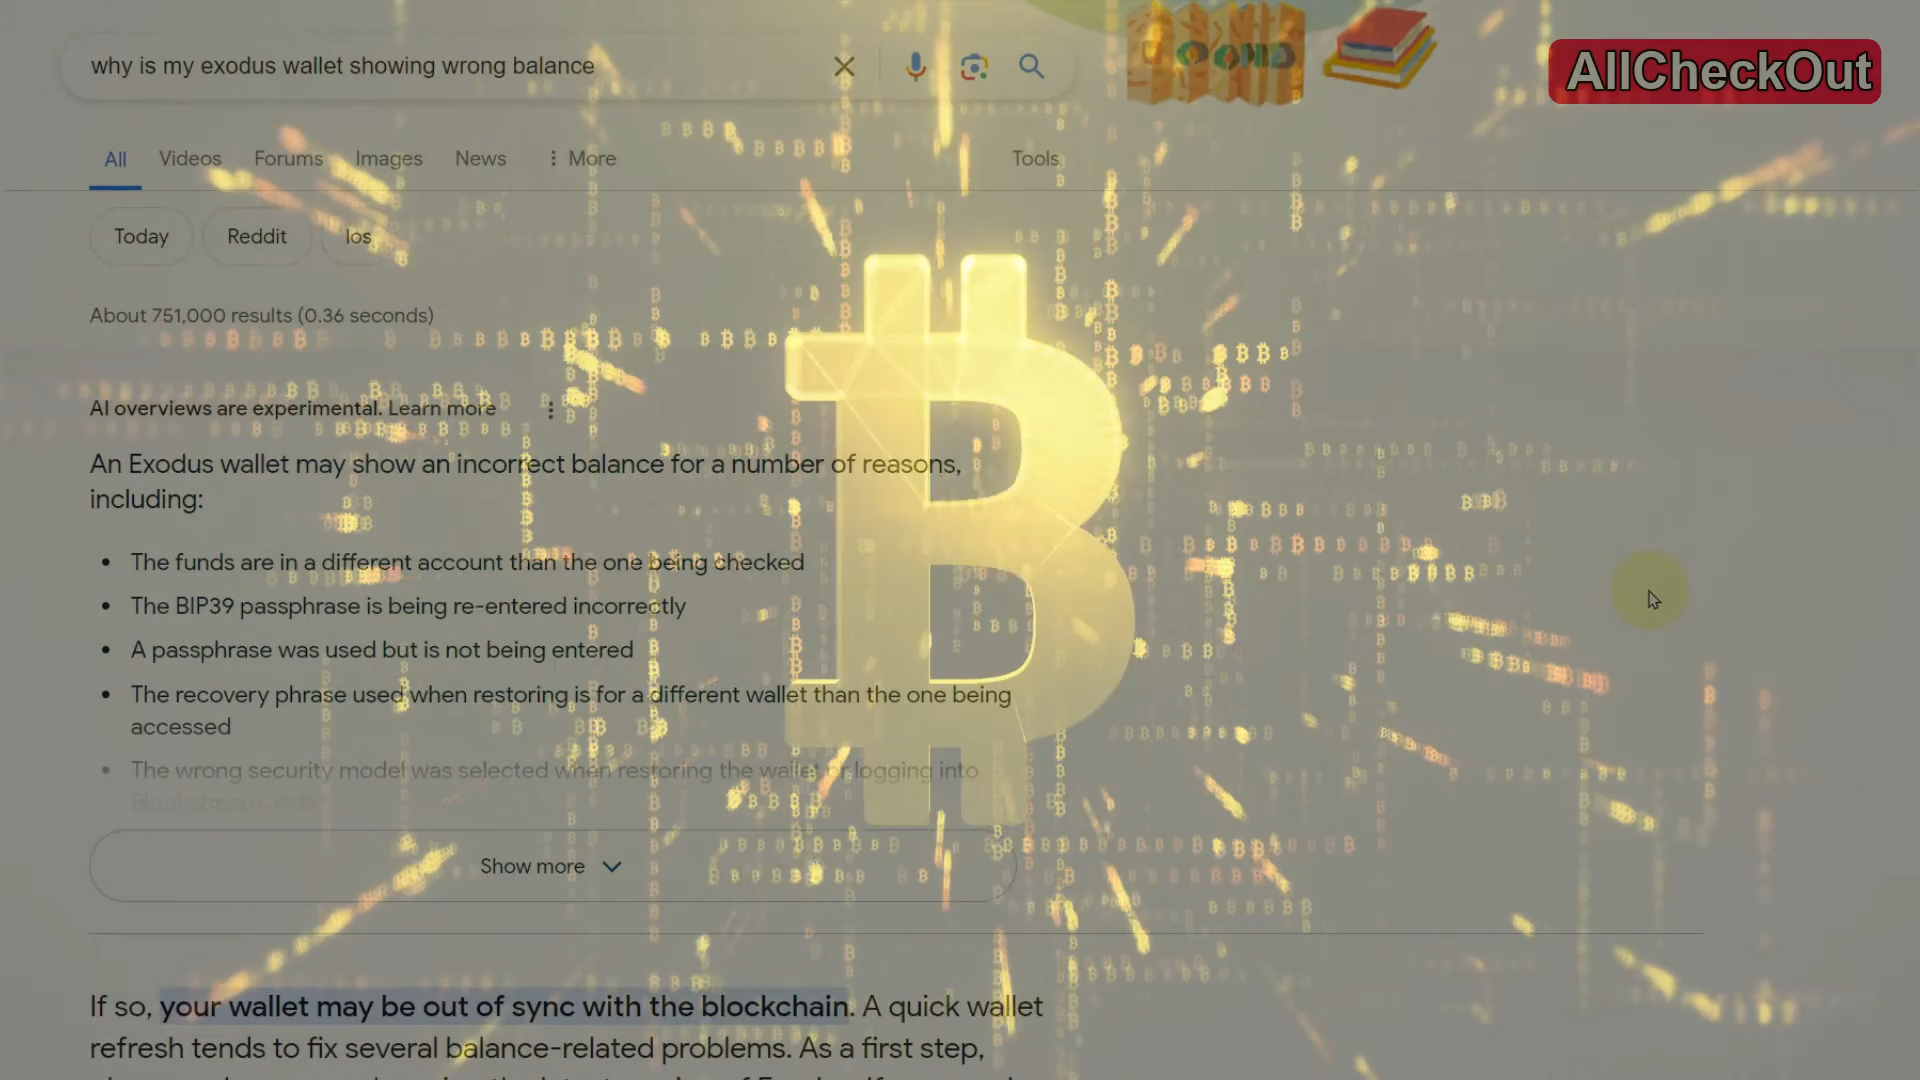 why is my exodus wallet showing wrong balance
AllCheckOut
All Videos Forums Images News More Tools
Today Reddit Ios
About 751,000 results (0.36 seconds)
AI overviews are experimental. Learn more
An Exodus wallet may show an incorrect balance for a number of reasons,
including:
• The funds are in a different account than the one being checked
• The BIP39 passphrase is being re-entered incorrectly
• A passphrase was used but is not being entered
• The recovery phrase used when restoring is for a different wallet than the one being
accessed
• The wrong security model was selected when restoring the wallet or logging into
Show more
If so, your wallet may be out of sync with the blockchain. A quick wallet
refresh tends to fix several balance-related problems. As a first step,